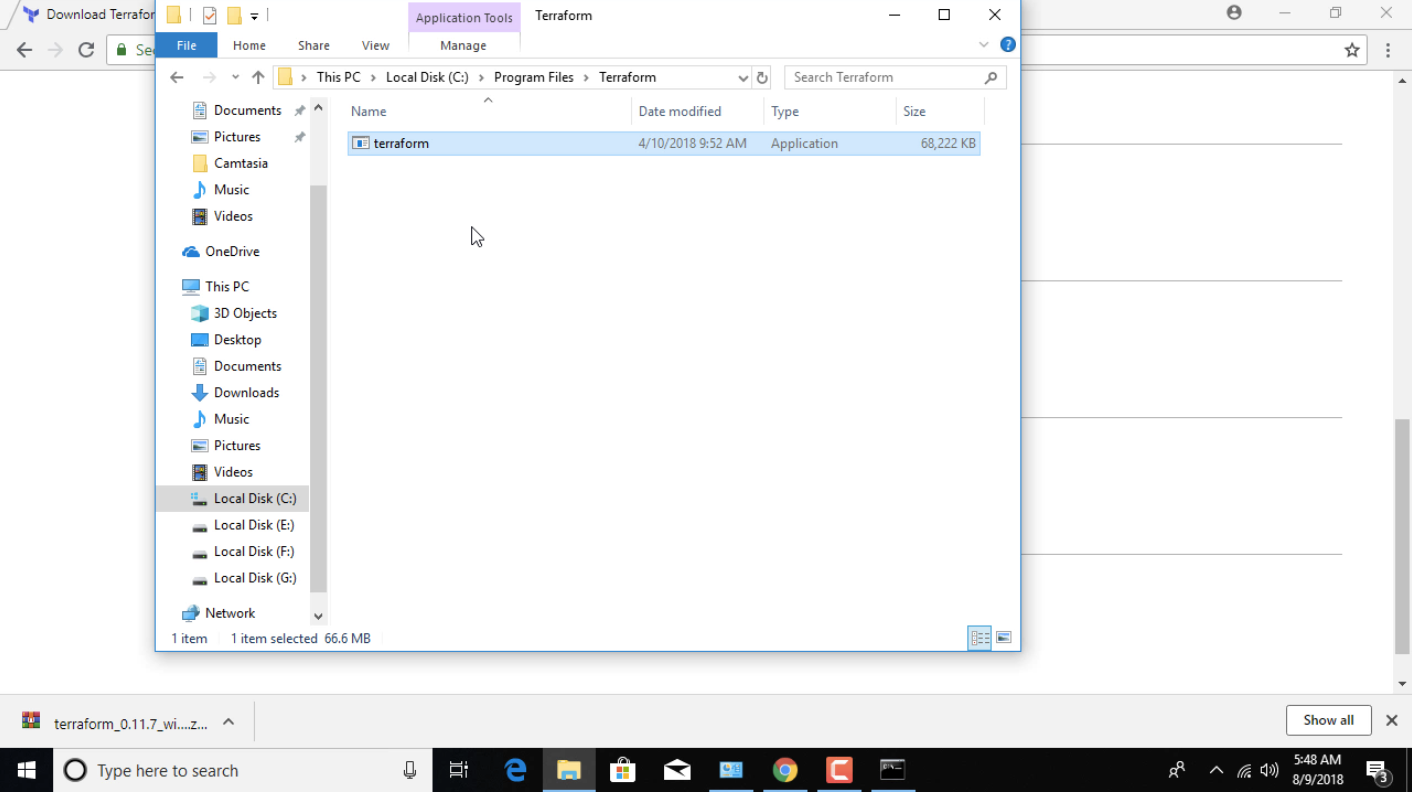 Download Terrafor
Se
Application Tools
Terraform
File
Home
Share
View
Manage
This PC
Local Disk (C:)
Program Files
Terraform
Search Terraform
Name
Date modified
Type
Size
terraform
4/10/2018 9:52 AM
Application
68,222 KB
Documents
Pictures
Camtasia
Music
Videos
OneDrive
This PC
3D Objects
Desktop
Documents
Downloads
Music
Pictures
Videos
Local Disk (C:)
Local Disk (E:)
Local Disk (F:)
Local Disk (G:)
Network
1 item
1 item selected 66.6 MB
terraform_0.11.7_wi....z...
Show all
Type here to search
5:48 AM
8/9/2018
3